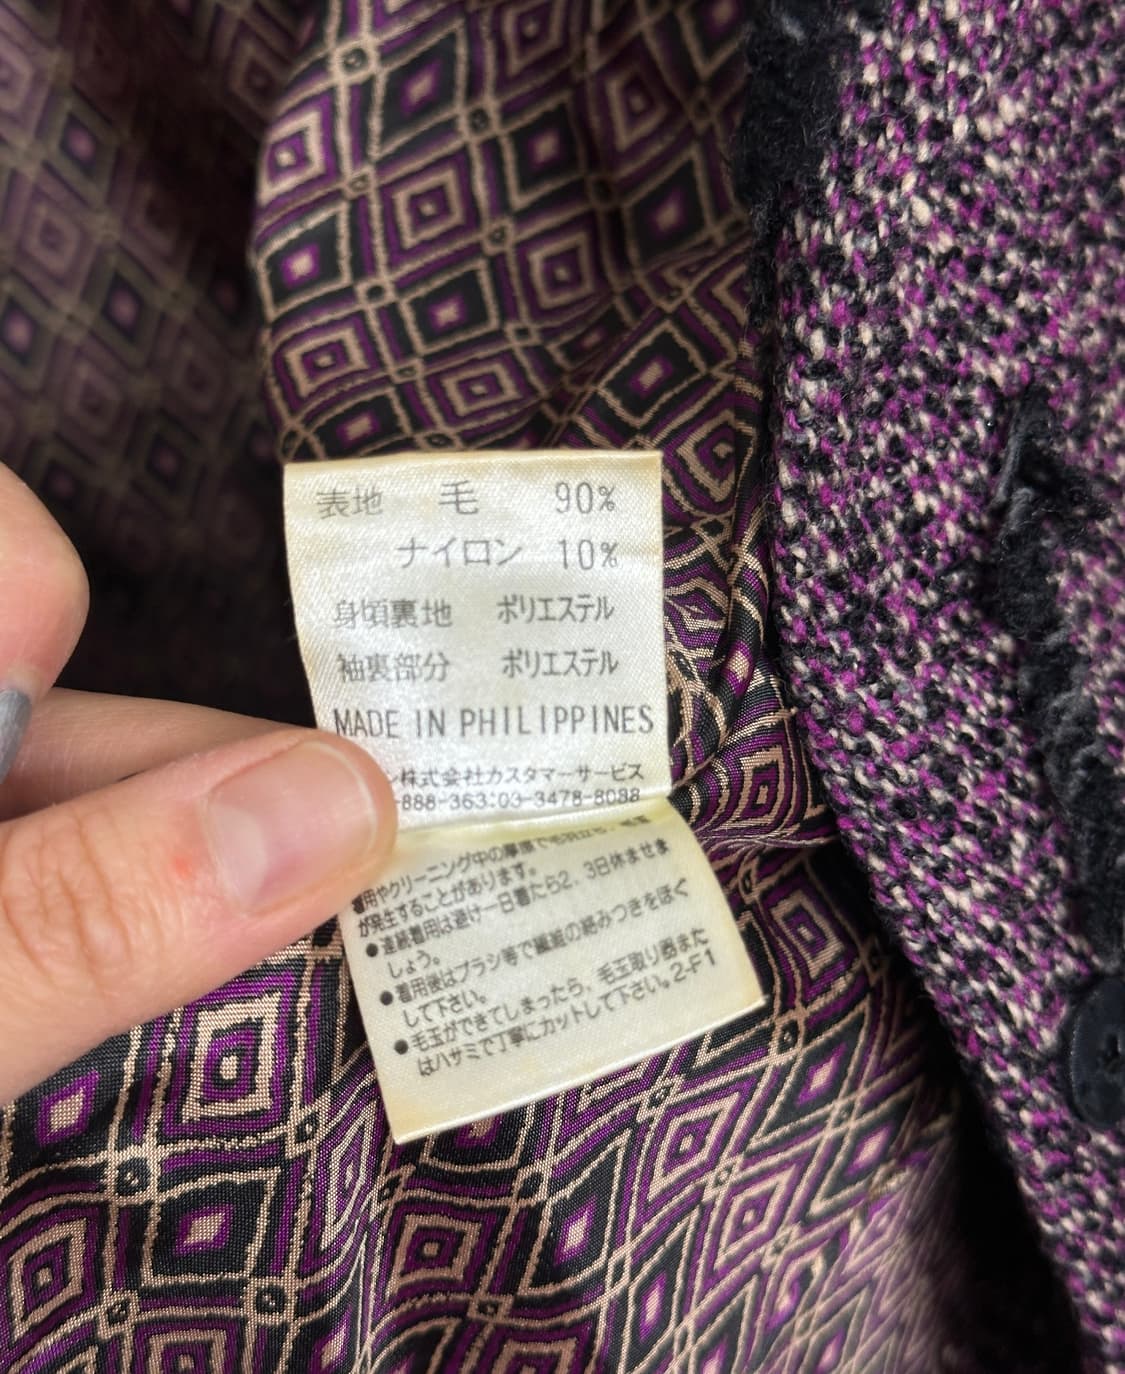 表地 毛 90%
ナイロン 10%
身頃裏地 ポリエステル
袖裏部分 ポリエステル
MADE IN PHILIPPINES
ン株式会社カスタマーサービス
-888-363:03-3478-8088
着用やクリーニング中の摩擦で毛羽立ち、毛玉
が発生することがあります。
●連続着用は避け一日着たら2、3日休ませま
しょう。
●着用後はブラシ等で繊維の絡みつきをほぐ
して下さい。
●毛玉ができてしまったら、毛玉取り器また
はハサミで丁寧にカットして下さい。2-F1